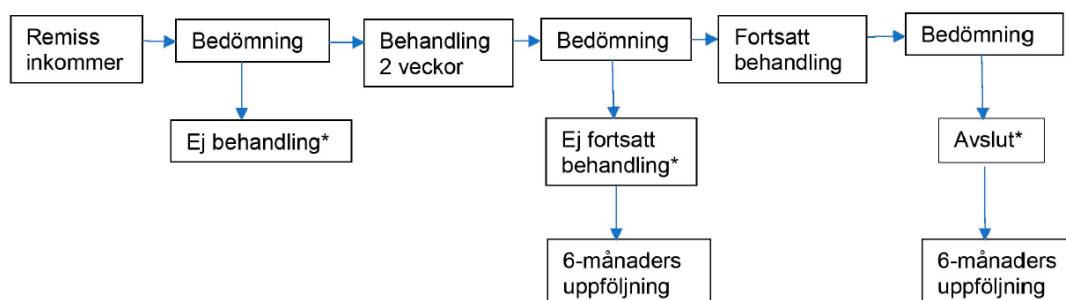 Remiss
inkommer
Bedömning
Behandling
2 veckor
Bedömning
Fortsatt
behandling
Bedömning
Ej behandling*
Ej fortsatt
behandling*
Avslut*
6-månaders
uppföljning
6-månaders
uppföljning